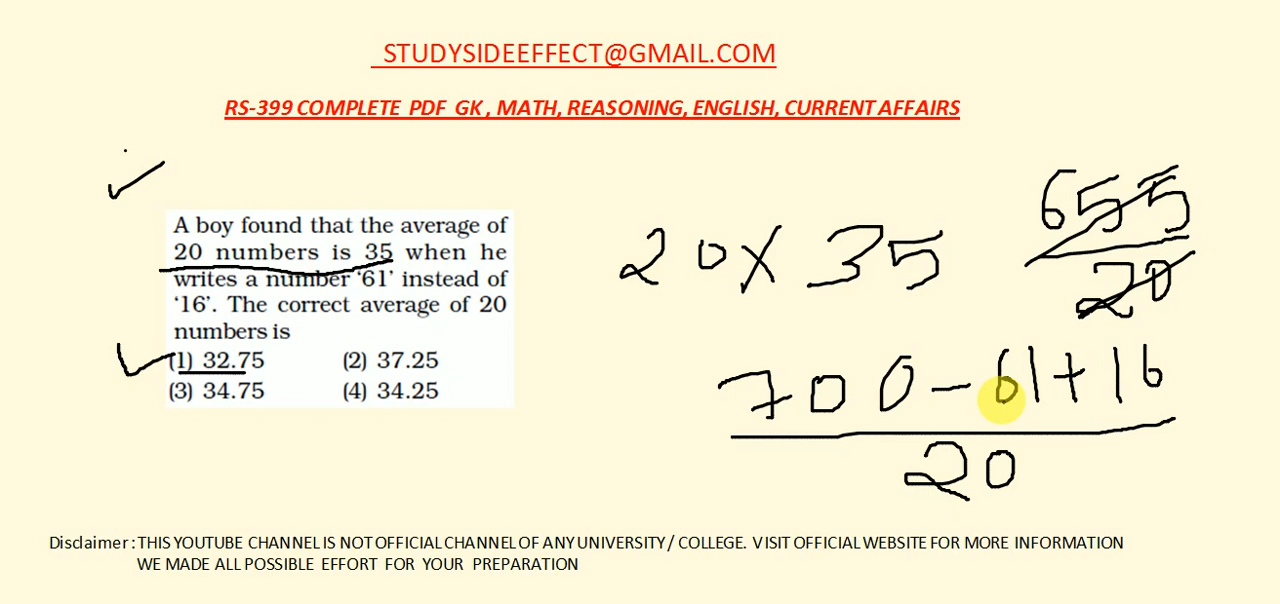 STUDYSIDEEFFECT@GMAIL.COM
RS-399 COMPLETE PDF GK , MATH, REASONING, ENGLISH, CURRENT AFFAIRS
A boy found that the average of
20 numbers is 35 when he
writes a number ‘61’ instead of
‘16’. The correct average of 20
numbers is
(1) 32.75 (2) 37.25
(3) 34.75 (4) 34.25
20 X 35
655
20
700 - 61 + 16
20
Disclaimer : THIS YOUTUBE CHANNEL IS NOT OFFICIAL CHANNEL OF ANY UNIVERSITY / COLLEGE. VISIT OFFICIAL WEBSITE FOR MORE INFORMATION
WE MADE ALL POSSIBLE EFFORT FOR YOUR PREPARATION